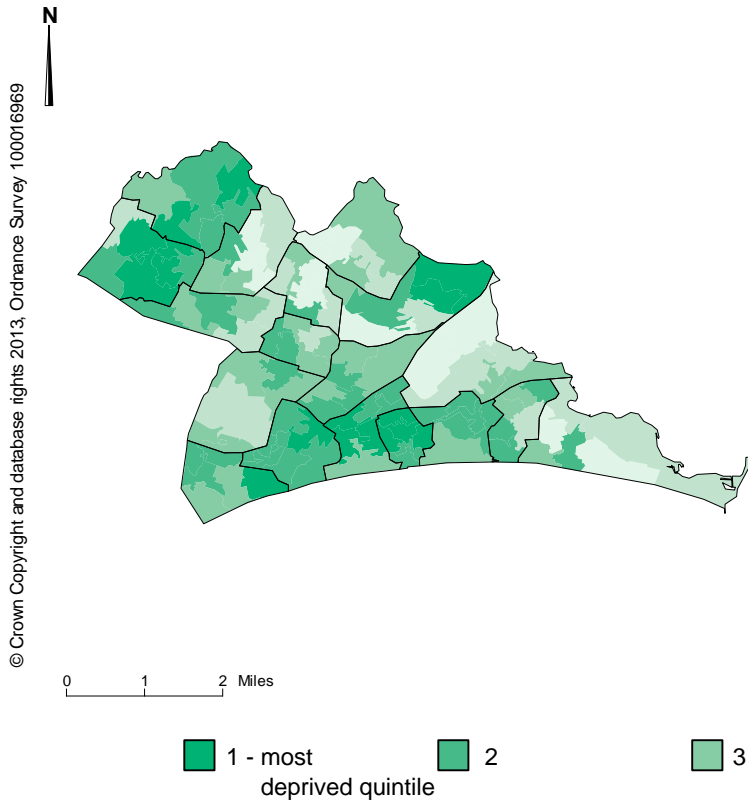 N
© Crown Copyright and database rights 2013, Ordnance Survey 100016969
0 1 2 Miles
1 - most
deprived quintile
2
3